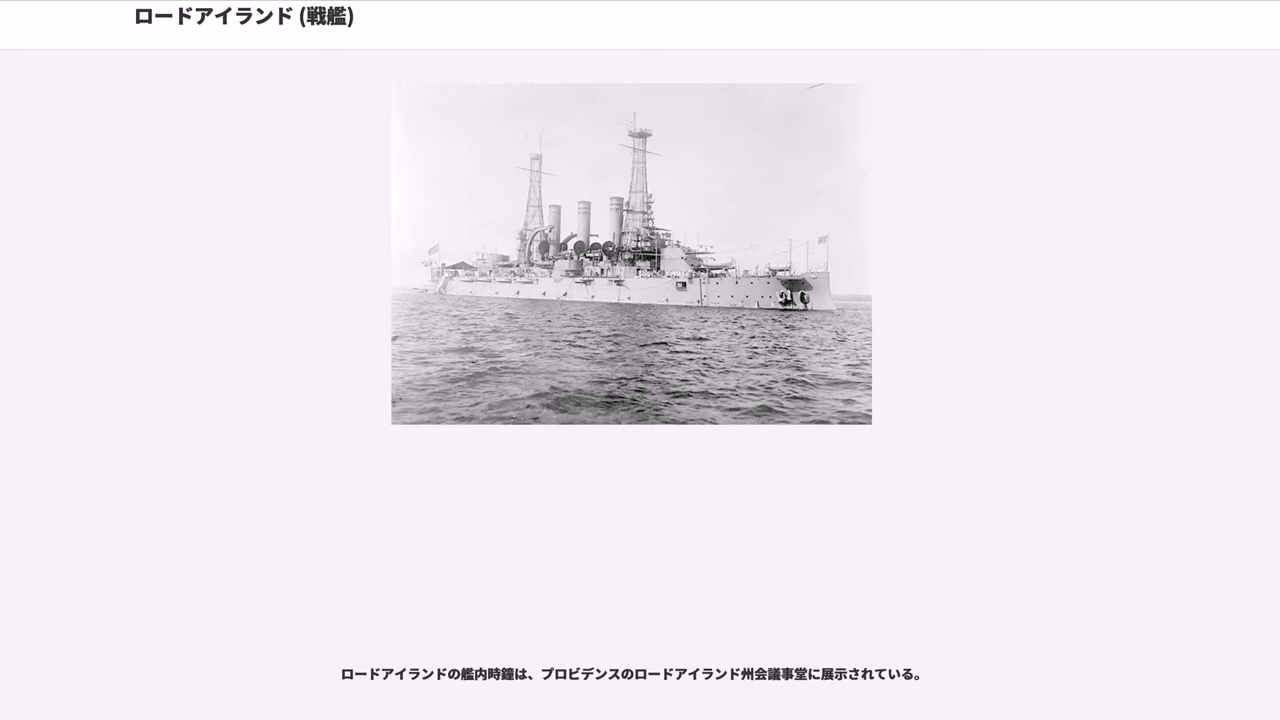 ロードアイランド (戦艦)
ロードアイランドの艦内時鐘は、プロビデンスのロードアイランド州会議事堂に展示されている。